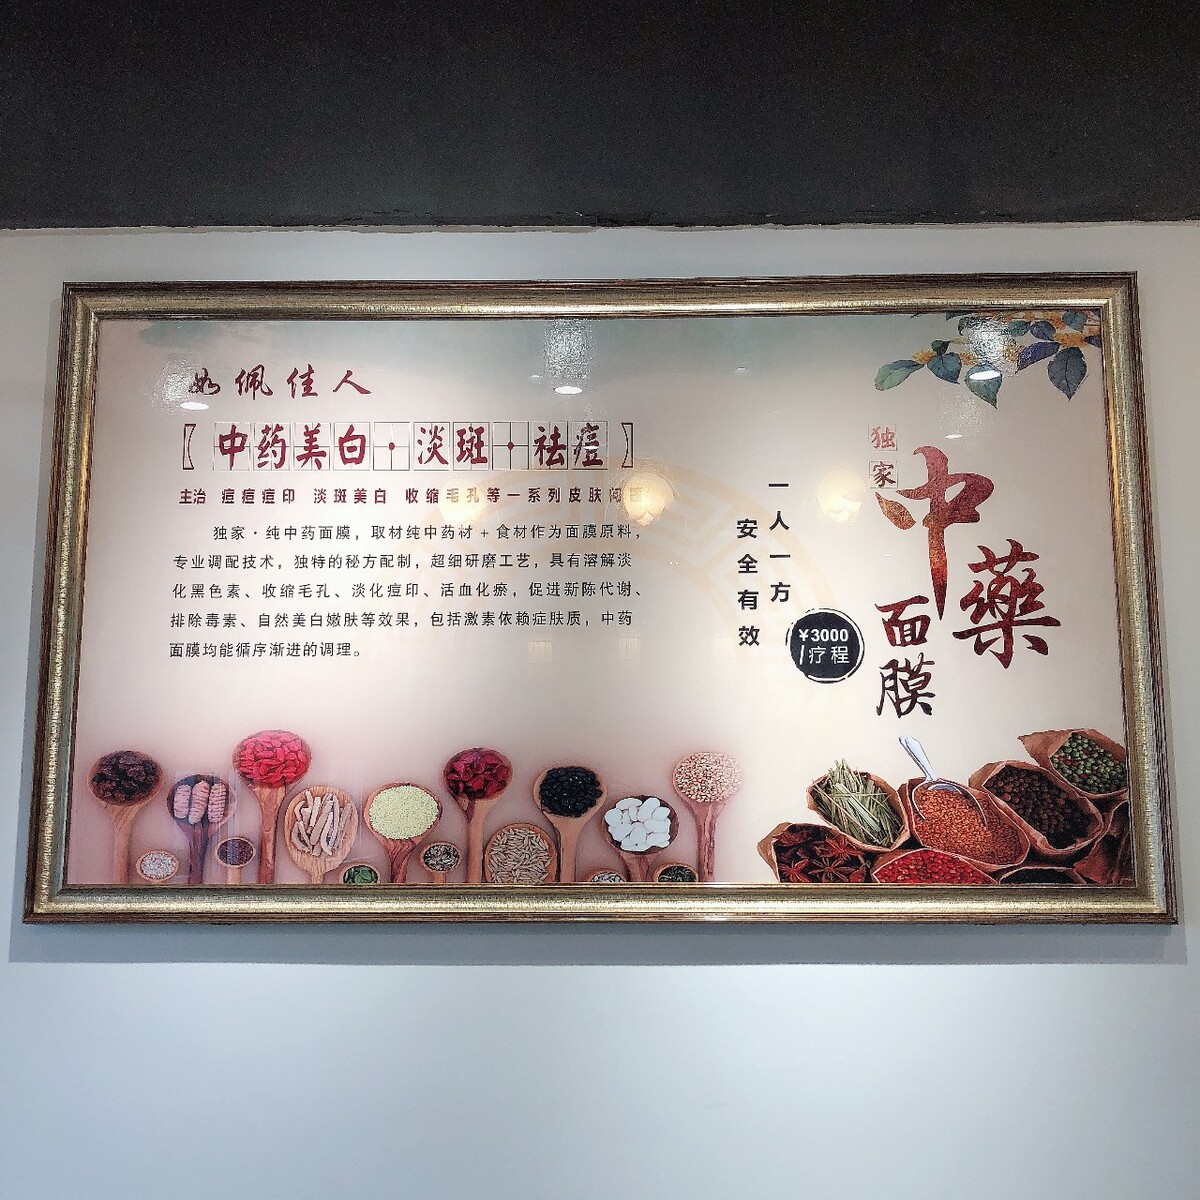 如佩佳人
【中药美白·淡斑·祛痘】
主治 痘痘痘印 淡斑美白 收缩毛孔等一系列皮肤问题
独家·纯中药面膜，取材纯中药材+食材作为面膜原料，
专业调配技术，独特的秘方配制，超细研磨工艺，具有溶解淡
化黑色素、收缩毛孔、淡化痘印、活血化瘀，促进新陈代谢、
排除毒素、自然美白嫩肤等效果，包括激素依赖症肤质，中药
面膜均能循序渐进的调理。
一人一方
安全有效
¥3000
/疗程
独家
中藥
面膜